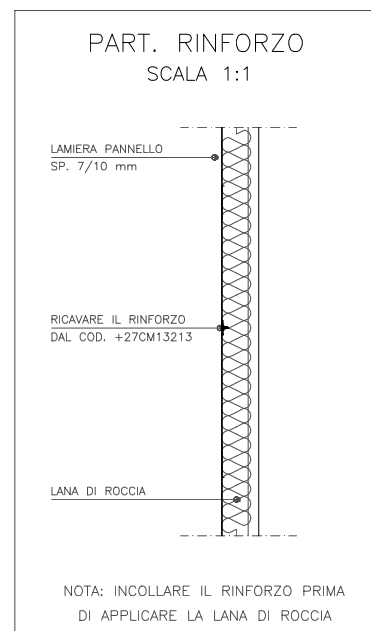 PART. RINFORZO
SCALA 1:1
LAMIERA PANNELLO
SP. 7/10 mm
RICAVARE IL RINFORZO
DAL COD. +27CM13213
LANA DI ROCCIA
NOTA: INCOLLARE IL RINFORZO PRIMA
DI APPLICARE LA LANA DI ROCCIA